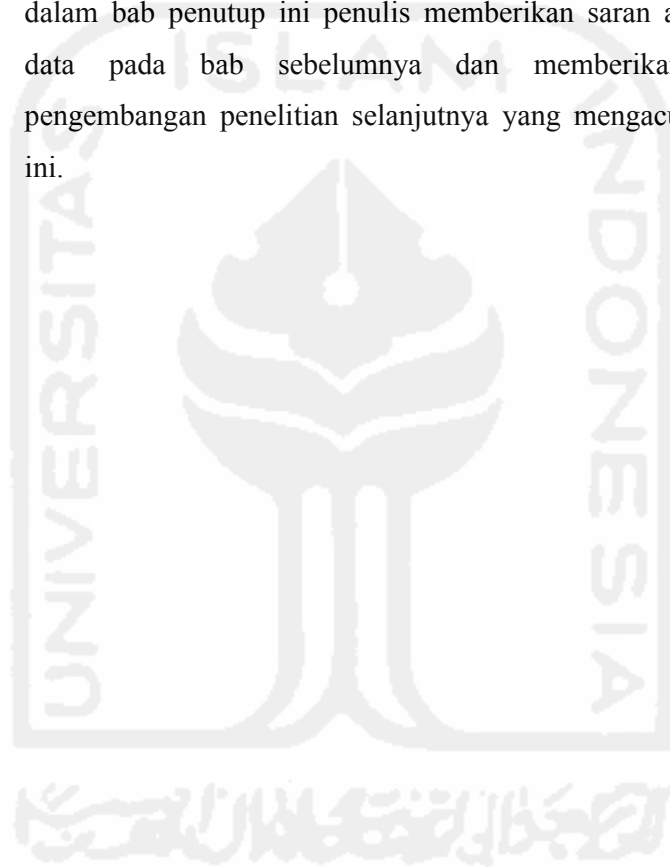 dalam bab penutup ini penulis memberikan saran a
data pada bab sebelumnya dan memberika
pengembangan penelitian selanjutnya yang mengacu
ini.
ISLAM
UNIVERSITAS
INDONESIA